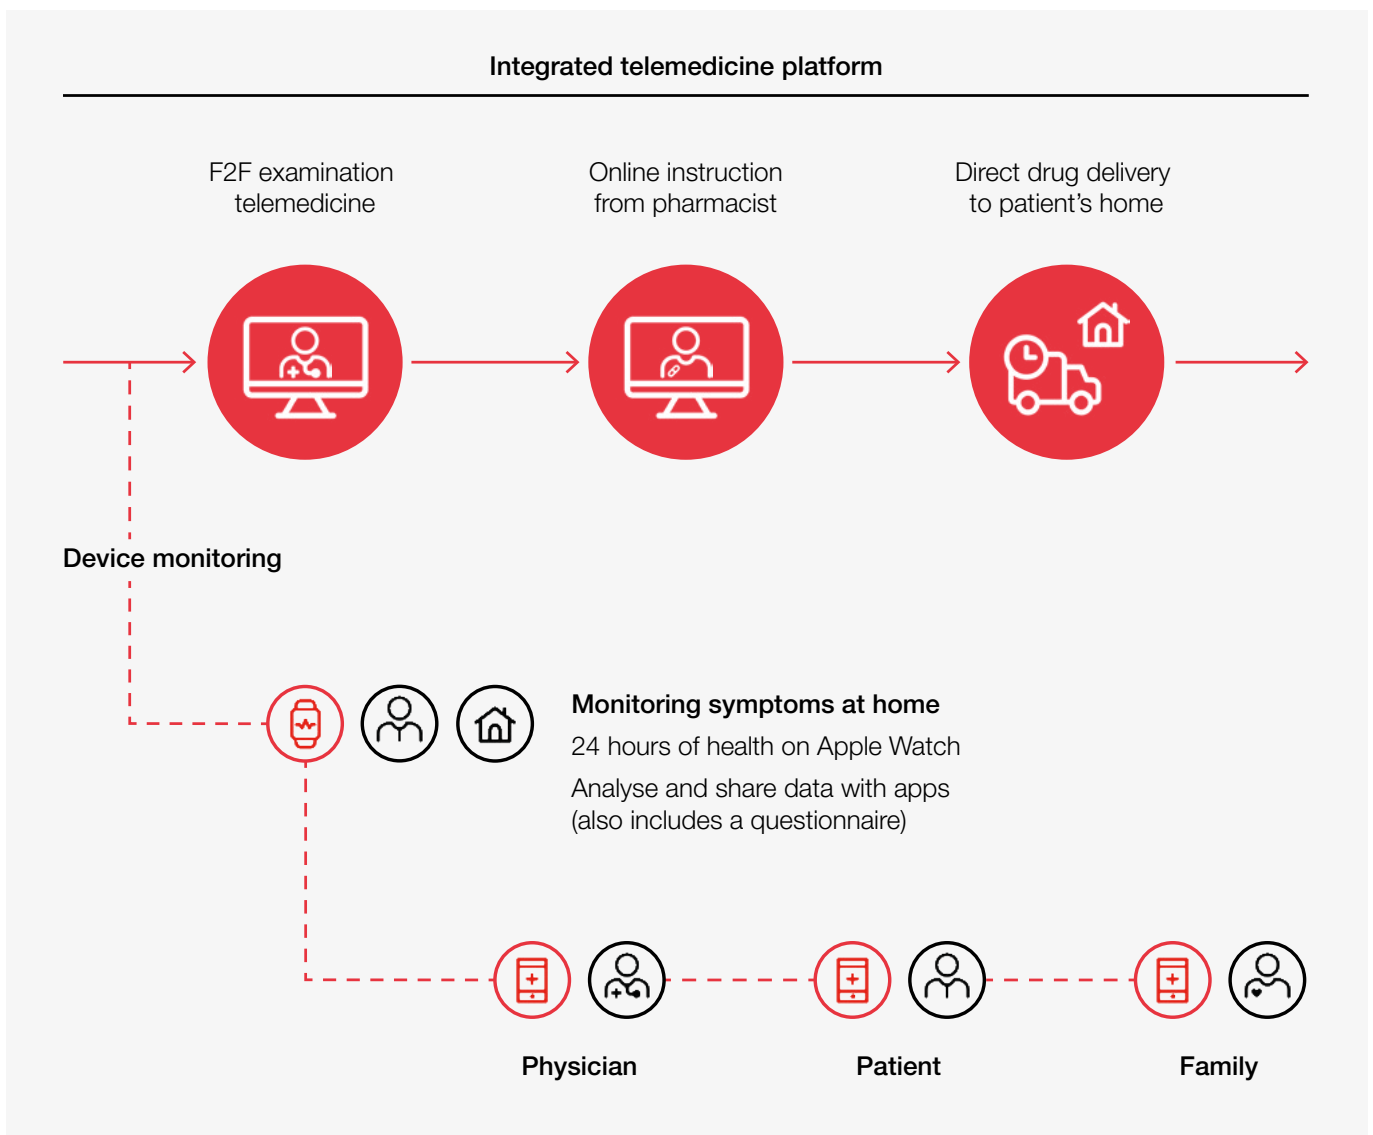 Integrated telemedicine platform
F2F examination
telemedicine
Online instruction
from pharmacist
Direct drug delivery
to patient’s home
Device monitoring
Monitoring symptoms at home
24 hours of health on Apple Watch
Analyse and share data with apps
(also includes a questionnaire)
Physician
Patient
Family